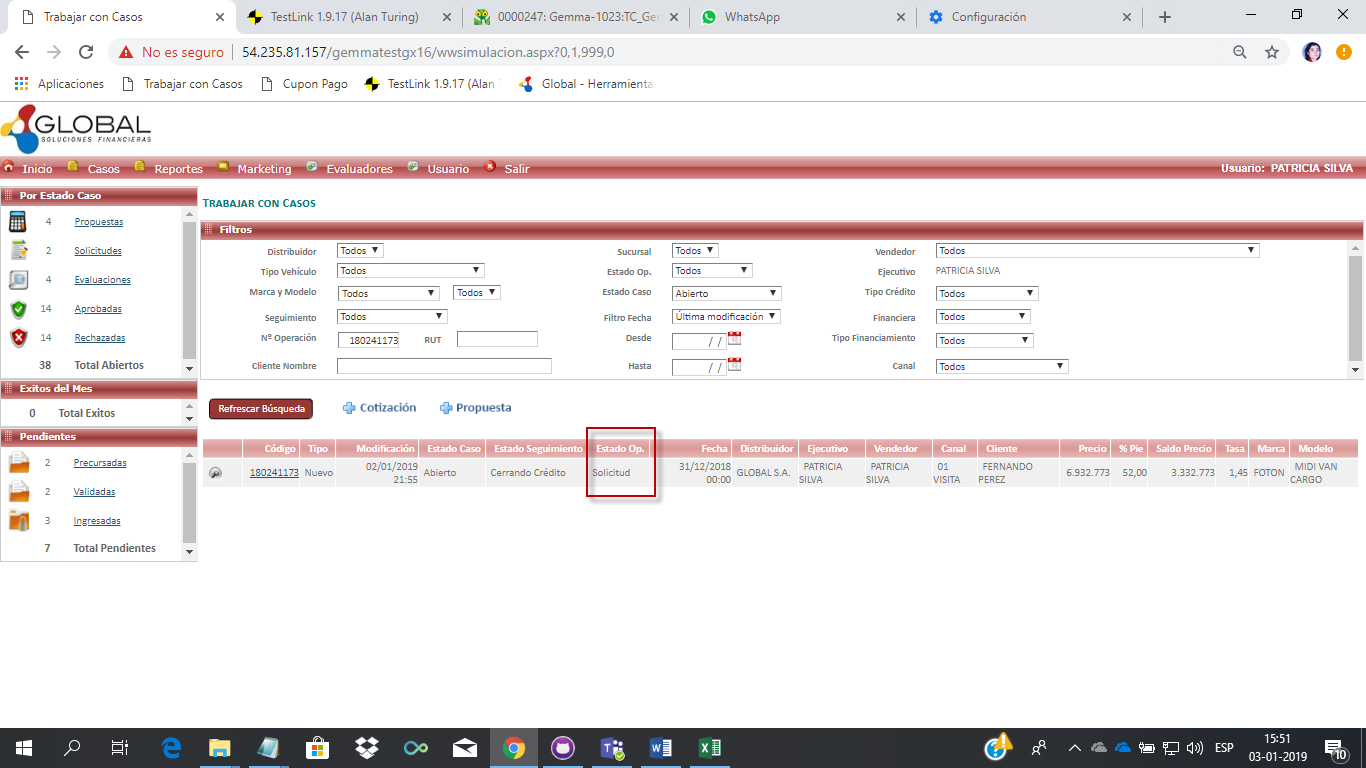 Trabajar con Casos
TestLink 1.9.17 (Alan Turing)
0000247: Gemma-1023:TC_Ger
WhatsApp
Configuración
No es seguro
54.235.81.157/gemmatestgx16/wwsimulacion.aspx?0,1,999,0
Aplicaciones
Trabajar con Casos
Cupon Pago
TestLink 1.9.17 (Alan
Global - Herramienta
GLOBAL
SOLUCIONES FINANCIERAS
Inicio Casos Reportes Marketing Evaluadores Usuario Salir
Usuario: PATRICIA SILVA
Por Estado Caso
4 Propuestas
2 Solicitudes
4 Evaluaciones
14 Aprobadas
14 Rechazadas
38 Total Abiertos
Exitos del Mes
0 Total Exitos
Pendientes
2 Precursadas
2 Validadas
3 Ingresadas
7 Total Pendientes
TRABAJAR CON CASOS
Filtros
Distribuidor Todos Sucursal Todos Vendedor Todos
Tipo Vehículo Todos Estado Op. Todos Ejecutivo PATRICIA SILVA
Marca y Modelo Todos Todos Estado Caso Abierto Tipo Crédito Todos
Seguimiento Todos Filtro Fecha Última modificación Financiera Todos
Nº Operación 180241173 RUT Desde / / Tipo Financiamiento Todos
Cliente Nombre Hasta / / Canal Todos
Refrescar Búsqueda Cotización Propuesta
Código Tipo Modificación Estado Caso Estado Seguimiento Estado Op. Fecha Distribuidor Ejecutivo Vendedor Canal Cliente Precio % Pie Saldo Precio Tasa Marca Modelo
180241173 Nuevo 02/01/2019 21:55 Abierto Cerrando Crédito Solicitud 31/12/2018 00:00 GLOBAL S.A. PATRICIA SILVA PATRICIA SILVA 01 VISITA FERNANDO PEREZ 6.932.773 52,00 3.332.773 1,45 FOTON MIDI VAN CARGO
ESP
15:51
03-01-2019
10